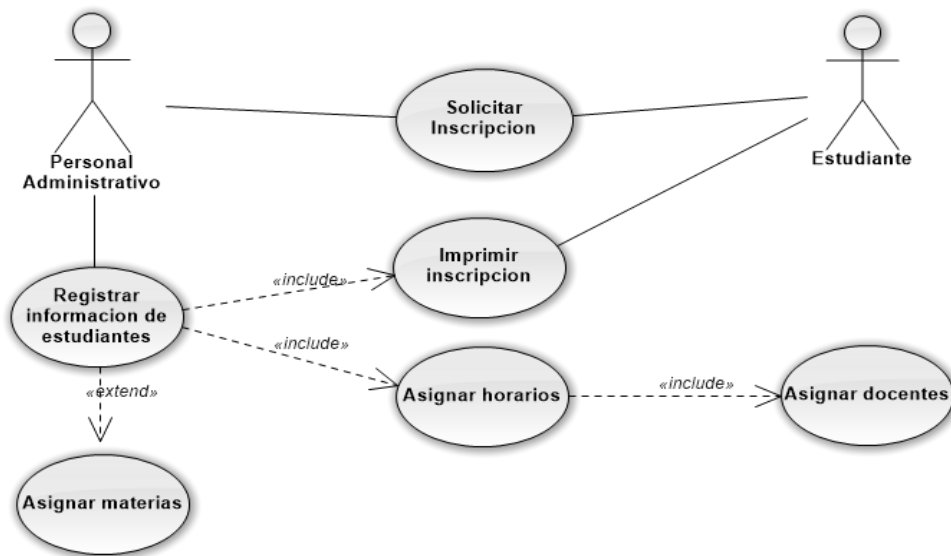 Solicitar
Inscripcion
Personal
Administrativo
Estudiante
Imprimir
inscripcion
«include»
Registrar
informacion de
estudiantes
«include»
«extend»
Asignar horarios
«include»
Asignar docentes
Asignar materias